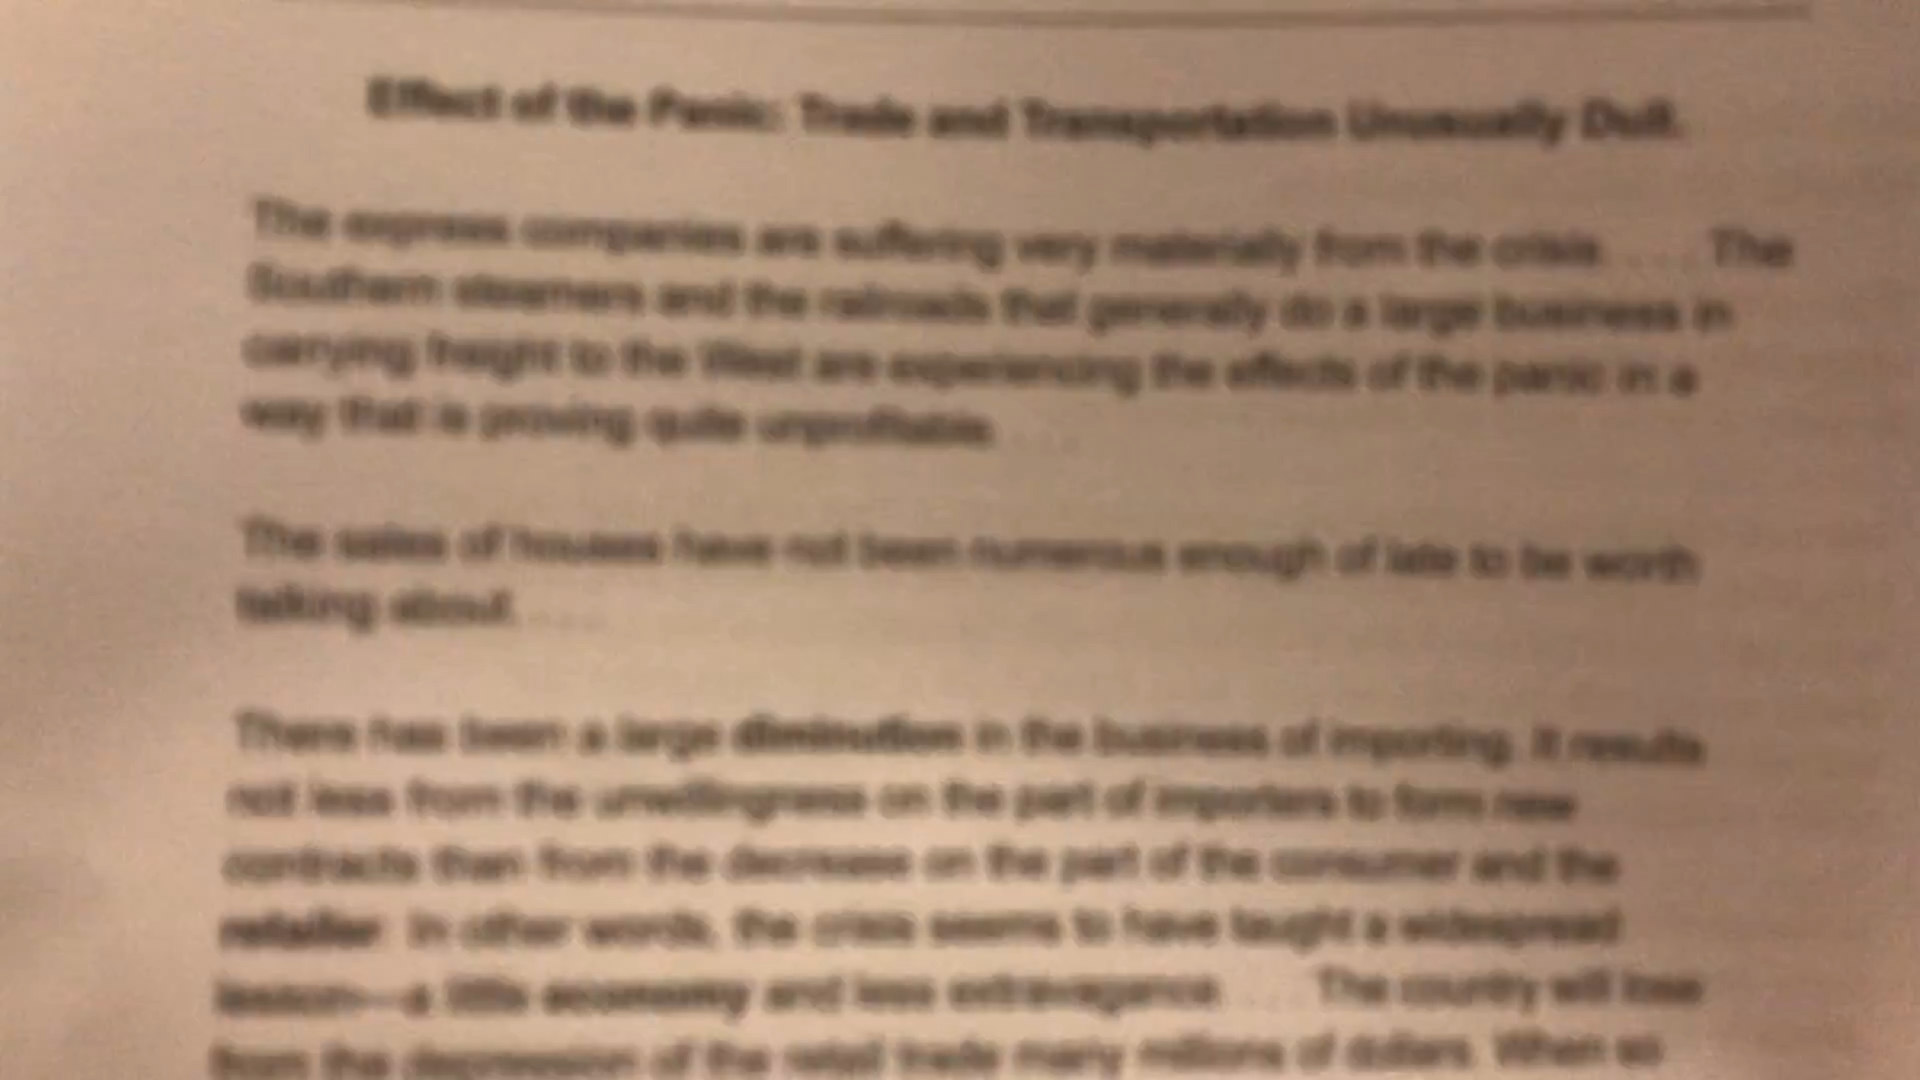 Effect of the Panic: Trade and Transportation Unusually Dull.
The express companies are suffering very materially from the crisis. . . . The
Southern steamers and the railroads that generally do a large business in
carrying freight to the West are experiencing the effects of the panic in a
way that is proving quite unprofitable. . . .
The sales of houses have not been numerous enough of late to be worth
talking about. . . .
There has been a large diminution in the business of importing. It results
not less from the unwillingness on the part of importers to form new
contracts than from the decrease on the part of the consumer and the
retailer. In other words, the crisis seems to have taught a widespread
lesson—a little economy and less extravagance. . . . The country will lose
from the depression of the retail trade many millions of dollars. When so